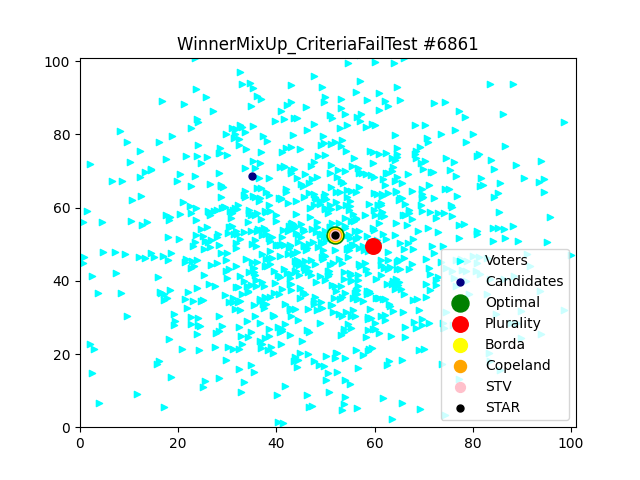 WinnerMixUp_CriteriaFailTest #6861
100
80
60
40
20
0
0 20 40 60 80 100
Voters
Candidates
Optimal
Plurality
Borda
Copeland
STV
STAR